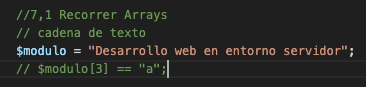 //7,1 Recorrer Arrays
// cadena de texto
$modulo = "Desarrollo web en entorno servidor";
// $modulo[3] == "a";